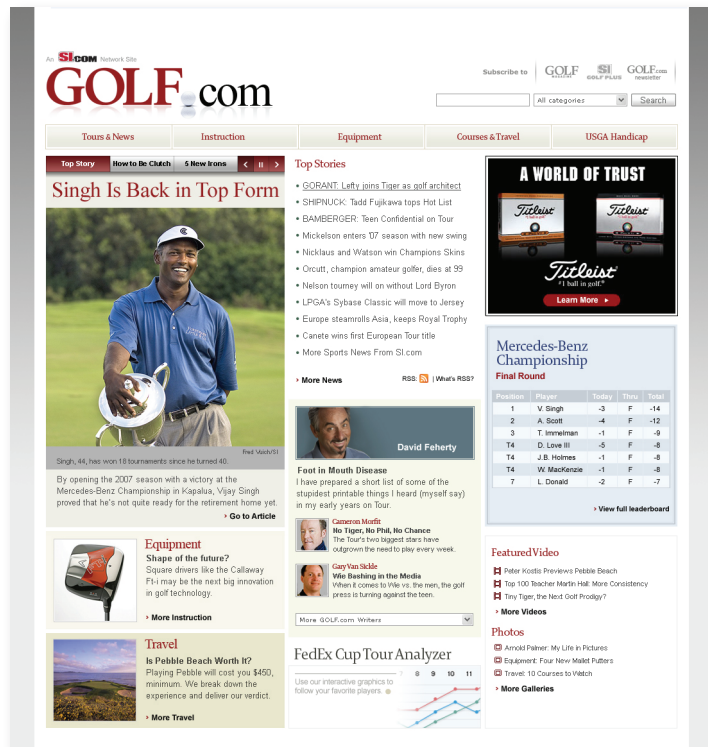 An SI.COM Network Site
GOLF.com
Subscribe to
GOLF
MAGAZINE
SI
GOLF PLUS
GOLF.com
newsletter
All categories
Search
Tours & News
Instruction
Equipment
Courses & Travel
USGA Handicap
Top Story
How to Be Clutch
5 New Irons
Singh Is Back in Top Form
Fred Vuich/SI
Singh, 44, has won 18 tournaments since he turned 40.
By opening the 2007 season with a victory at the
Mercedes-Benz Championship in Kapalua, Vijay Singh
proved that he's not quite ready for the retirement home yet.
Go to Article
Equipment
Shape of the future?
Square drivers like the Callaway
Ft-i may be the next big innovation
in golf technology.
More Instruction
Travel
Is Pebble Beach Worth It?
Playing Pebble will cost you $450,
minimum. We break down the
experience and deliver our verdict.
More Travel
Top Stories
GORANT: Lefty joins Tiger as golf architect
SHIPNUCK: Tadd Fujikawa tops Hot List
BAMBERGER: Teen Confidential on Tour
Mickelson enters '07 season with new swing
Nicklaus and Watson win Champions Skins
Orcutt, champion amateur golfer, dies at 99
Nelson tourney will on without Lord Byron
LPGA's Sybase Classic will move to Jersey
Europe steamrolls Asia, keeps Royal Trophy
Canete wins first European Tour title
More Sports News From SI.com
More News
RSS: | What's RSS?
David Feherty
Foot in Mouth Disease
I have prepared a short list of some of the
stupidest printable things I heard (myself say)
in my early years on Tour.
Cameron Morfit
No Tiger, No Phil, No Chance
The Tour's two biggest stars have
outgrown the need to play every week.
Gary Van Sickle
Wie Bashing in the Media
When it comes to Wie vs. the men, the golf
press is turning against the teen.
More GOLF.com Writers
FedEx Cup Tour Analyzer
Use our interactive graphics to
follow your favorite players.
7 8 9 10 11
A WORLD OF TRUST
Titleist
Titleist
Titleist
#1 ball in golf.
Learn More
Mercedes-Benz
Championship
Final Round
Position Player Today Thru Total
1 V. Singh -3 F -14
2 A. Scott -4 F -12
3 T. Immelman -1 F -9
T4 D. Love III -5 F -8
T4 J.B. Holmes -1 F -8
T4 W. MacKenzie -1 F -8
7 L. Donald -2 F -7
View full leaderboard
Featured Video
Peter Kostis Previews Pebble Beach
Top 100 Teacher Martin Hall: More Consistency
Tiny Tiger, the Next Golf Prodigy?
More Videos
Photos
Arnold Palmer: My Life in Pictures
Equipment: Four New Mallet Putters
Travel: 10 Courses to Watch
More Galleries